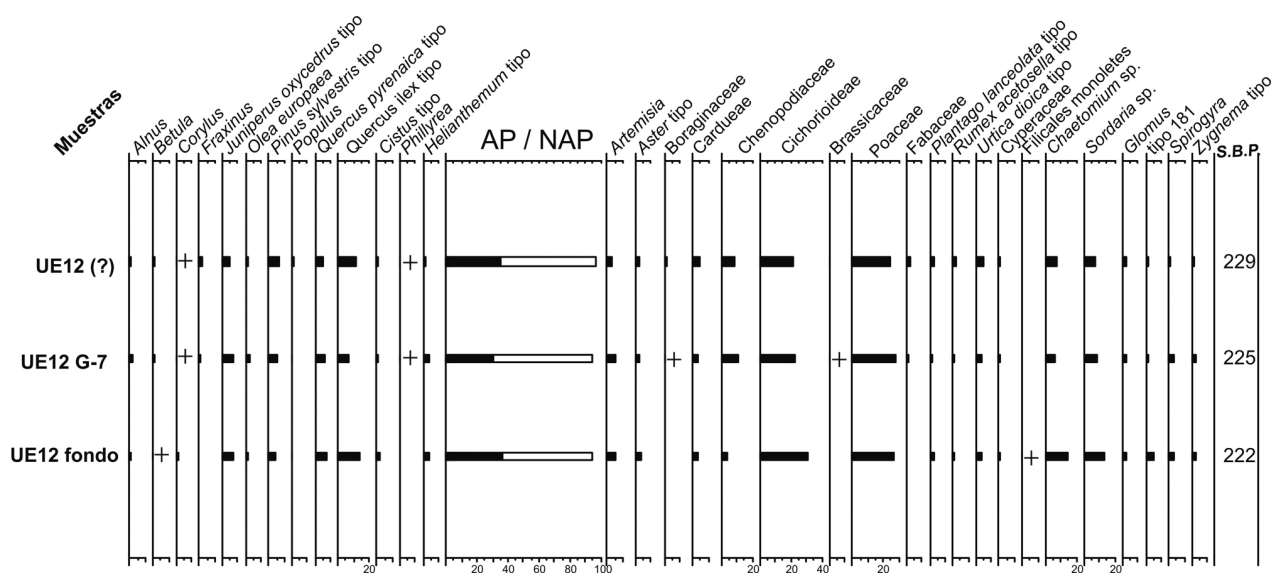 Muestras
Alnus
Betula
Corylus
Fraxinus
Juniperus oxycedrus tipo
Olea europaea
Pinus sylvestris tipo
Populus
Quercus pyrenaica tipo
Quercus ilex tipo
Cistus tipo
Phillyrea
Helianthemum tipo
AP / NAP
Artemisia
Aster tipo
Boraginaceae
Cardueae
Chenopodiaceae
Cichorioideae
Brassicaceae
Poaceae
Fabaceae
Plantago lanceolata tipo
Rumex acetosella tipo
Urtica dioica tipo
Cyperaceae
Filicales monoletes
Chaetomium sp.
Sordaria sp.
Glomus
tipo 181
Spirogyra
Zygnema tipo
S.B.P.
UE12 (?)
+
+
229
UE12 G-7
+
+
+
+
225
UE12 fondo
+
+
222
20
20 40 60 80 100
20
20 40
20
20
20